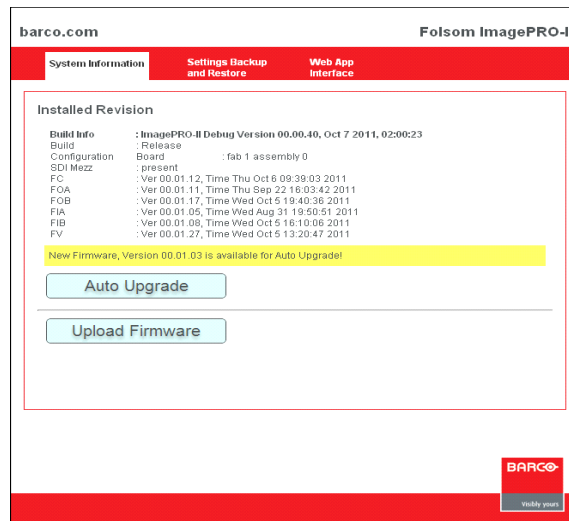 barco.com
Folsom ImagePRO-I
System Information
Settings Backup and Restore
Web App Interface
Installed Revision
Build Info : ImagePRO-II Debug Version 00.00.40, Oct 7 2011, 02:00:23
Build : Release
Configuration Board : fab 1 assembly 0
SDI Mezz : present
FC : Ver 00.01.12, Time Thu Oct 6 09:39:03 2011
FOA : Ver 00.01.11, Time Thu Sep 22 16:03:42 2011
FOB : Ver 00.01.17, Time Wed Oct 5 19:40:36 2011
FIA : Ver 00.01.05, Time Wed Aug 31 19:50:51 2011
FIB : Ver 00.01.08, Time Wed Oct 5 16:10:06 2011
FV : Ver 00.01.27, Time Wed Oct 5 13:20:47 2011
New Firmware, Version 00.01.03 is available for Auto Upgrade!
Auto Upgrade
Upload Firmware
BARCO
Visibly yours